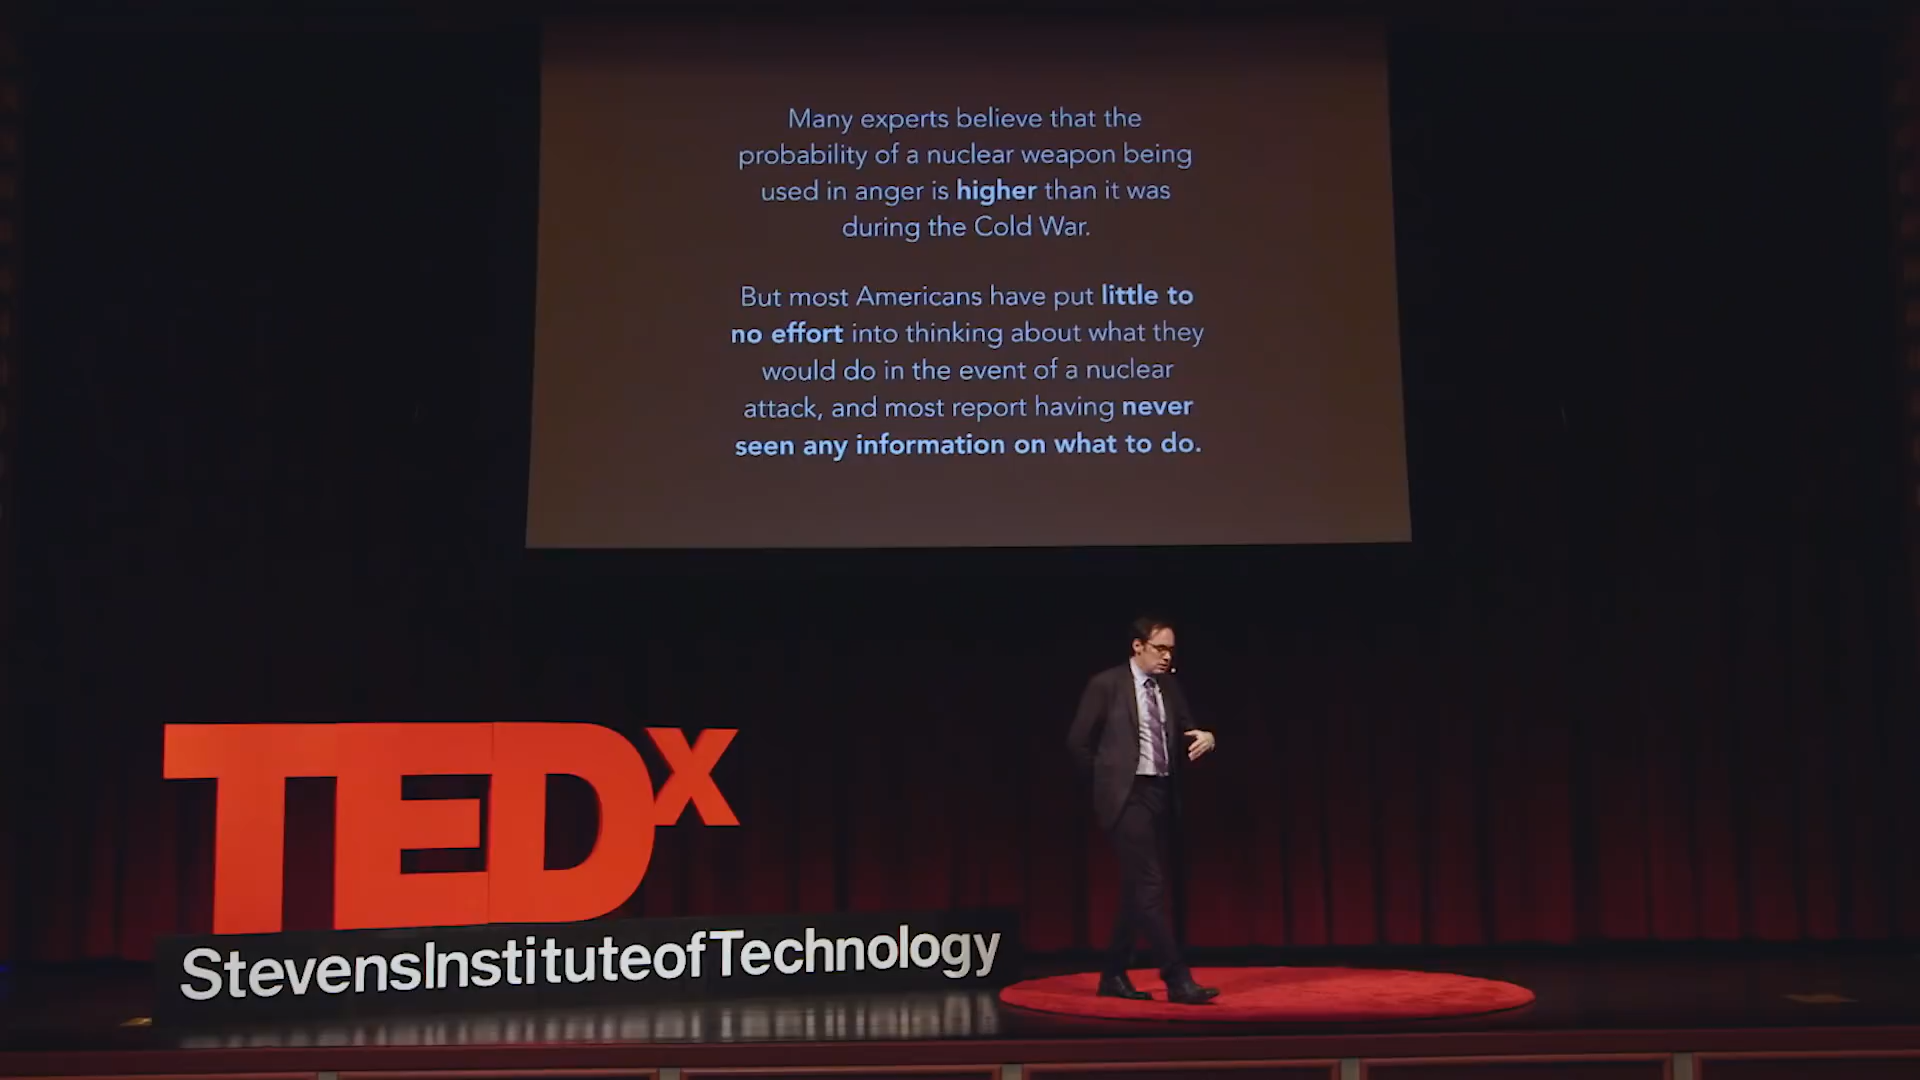 Many experts believe that the
probability of a nuclear weapon being
used in anger is higher than it was
during the Cold War.
But most Americans have put little to
no effort into thinking about what they
would do in the event of a nuclear
attack, and most report having never
seen any information on what to do.
TEDx
StevensInstituteofTechnology